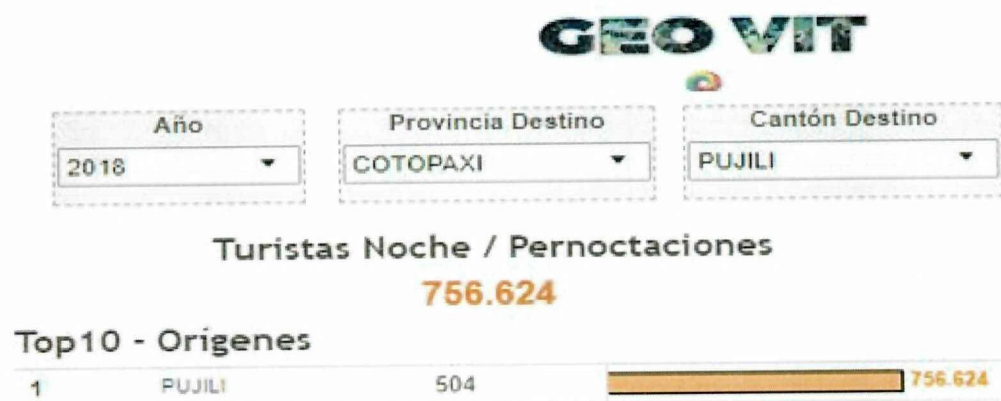 GEO VIT
Año Provincia Destino Cantón Destino
2018 COTOPAXI PUJILI
Turistas Noche / Pernoctaciones
756.624
Top10 - Orígenes
1 PUJILI 504 756.624